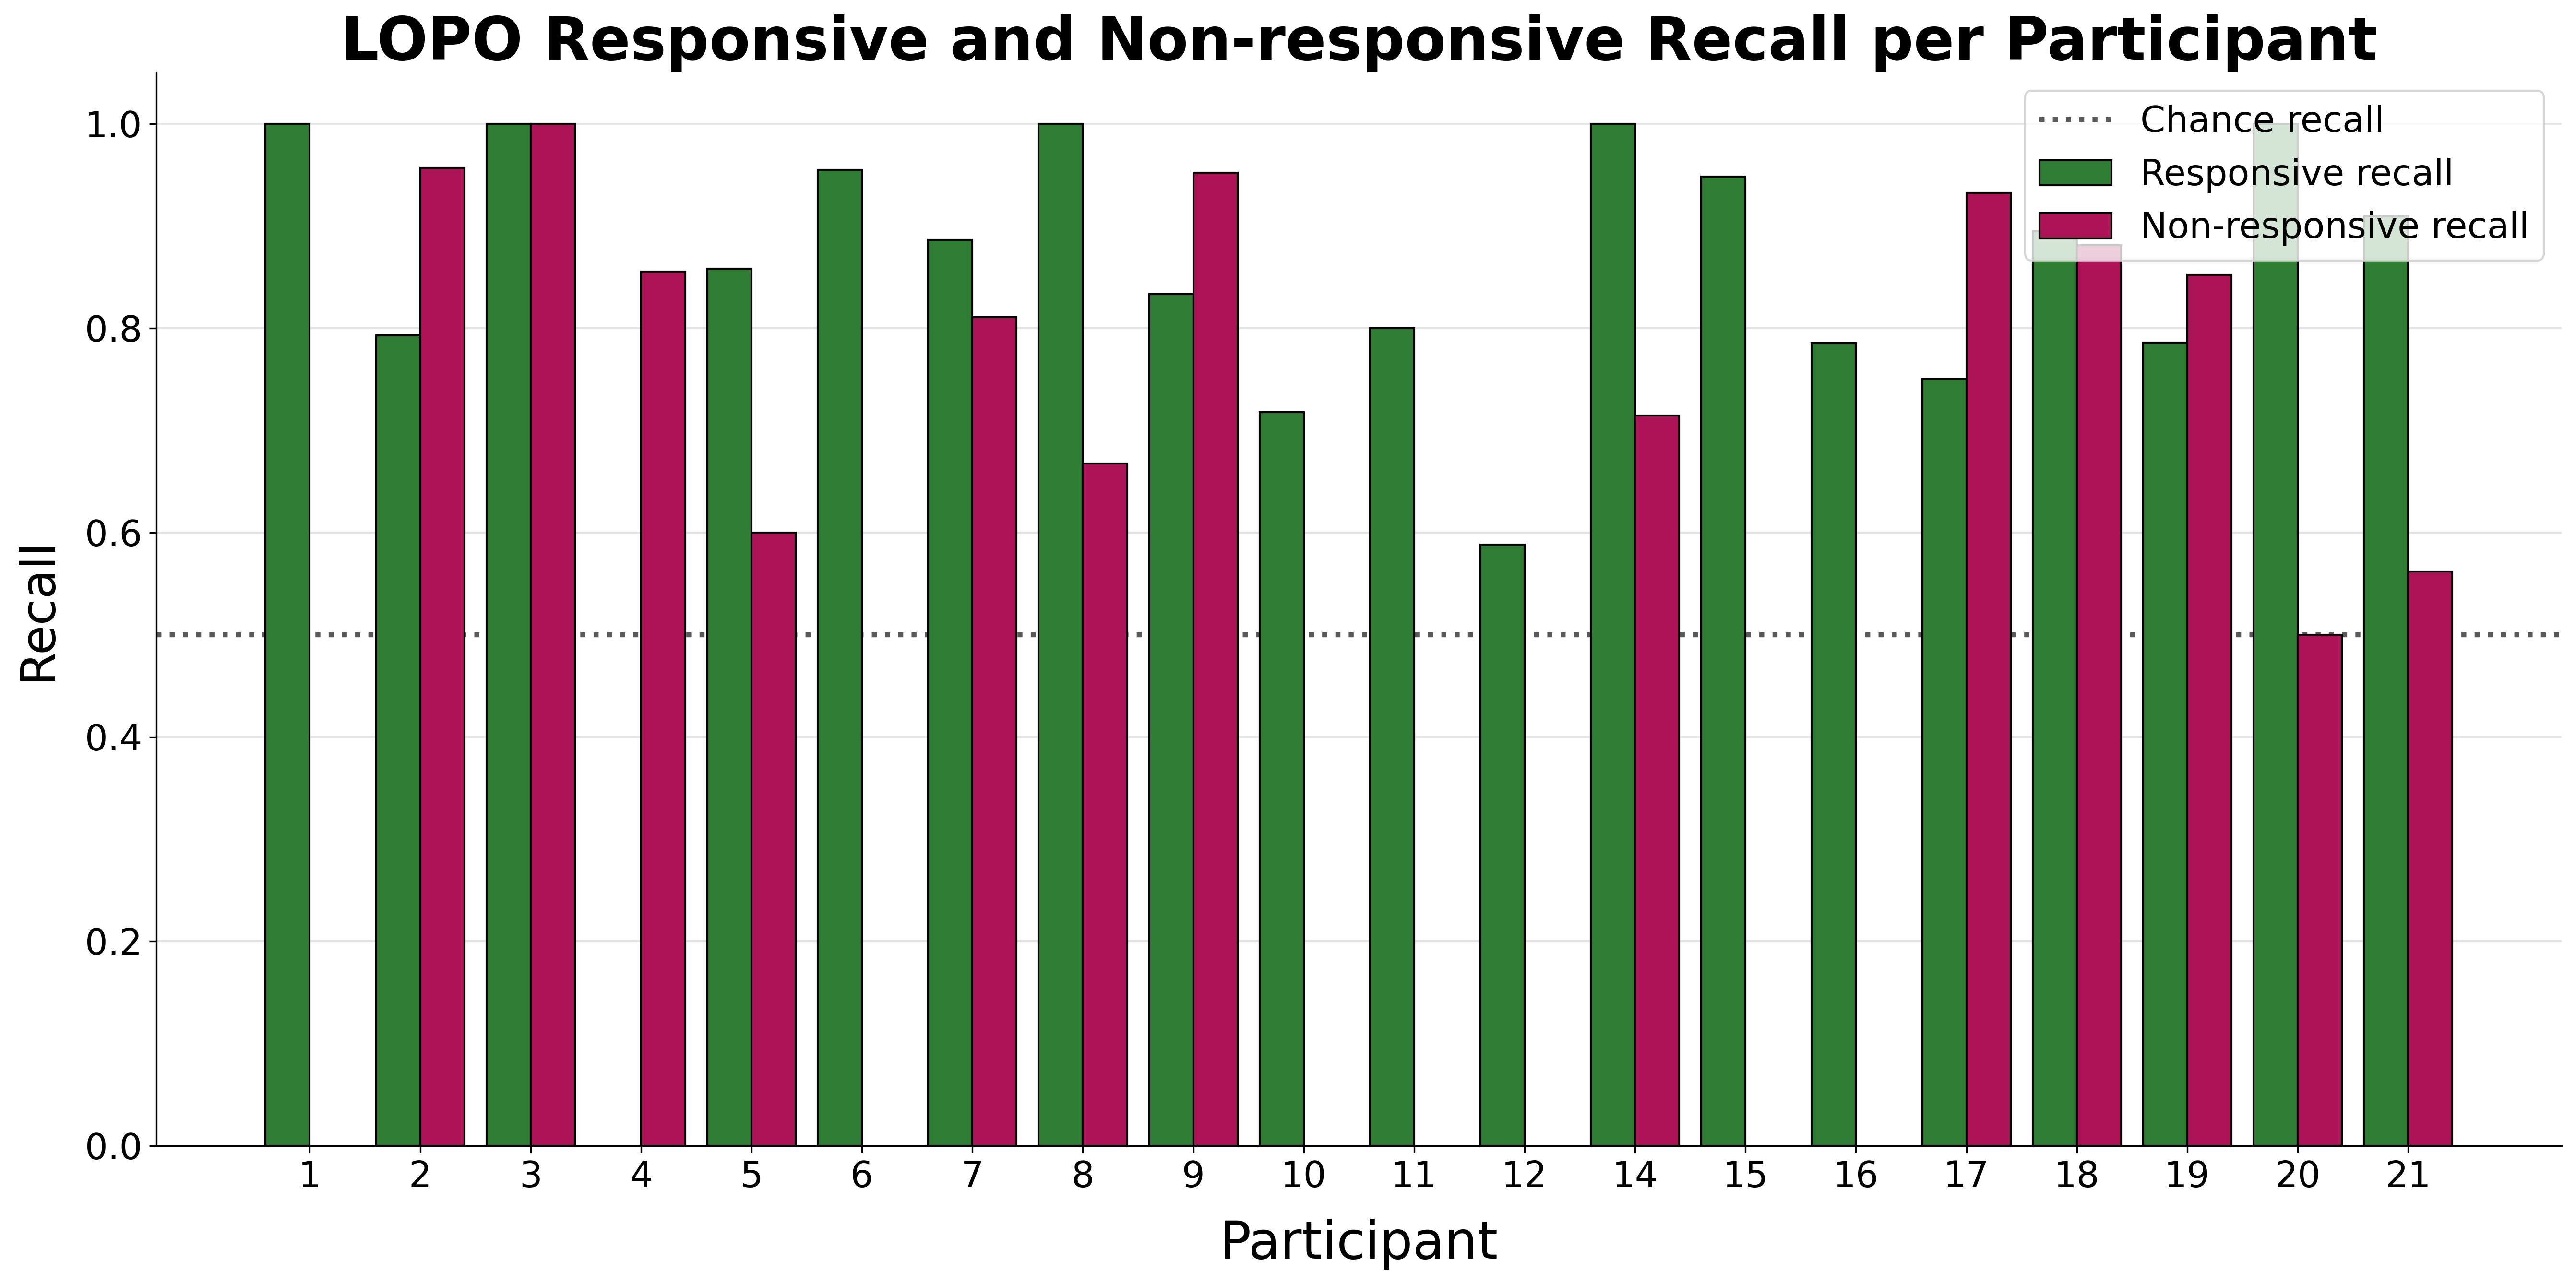 LOPO Responsive and Non-responsive Recall per Participant
Chance recall
Responsive recall
Non-responsive recall
1.0
0.8
0.6
0.4
0.2
0.0
Recall
1 2 3 4 5 6 7 8 9 10 11 12 14 15 16 17 18 19 20 21
Participant